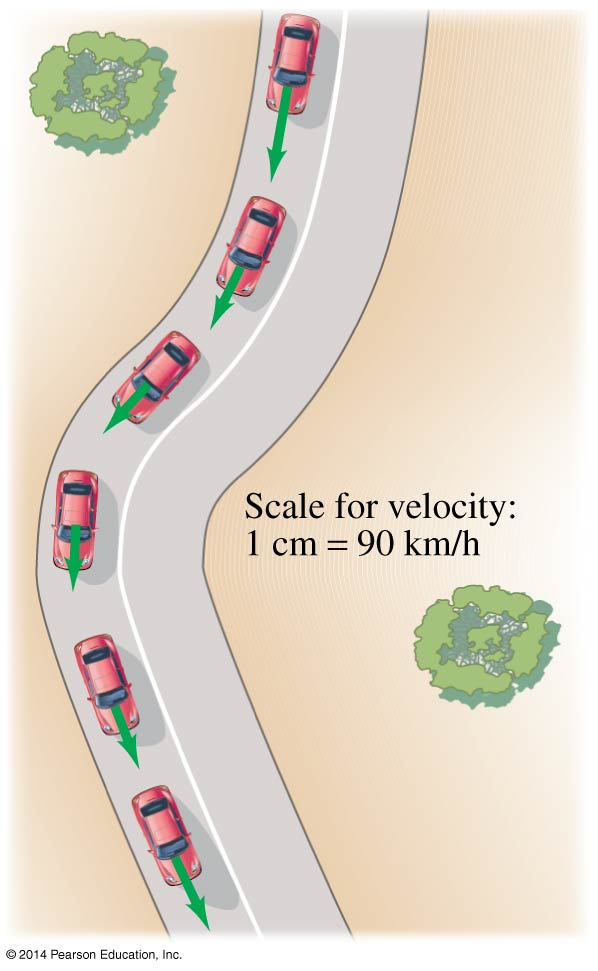 Scale for velocity:
1 cm = 90 km/h
© 2014 Pearson Education, Inc.